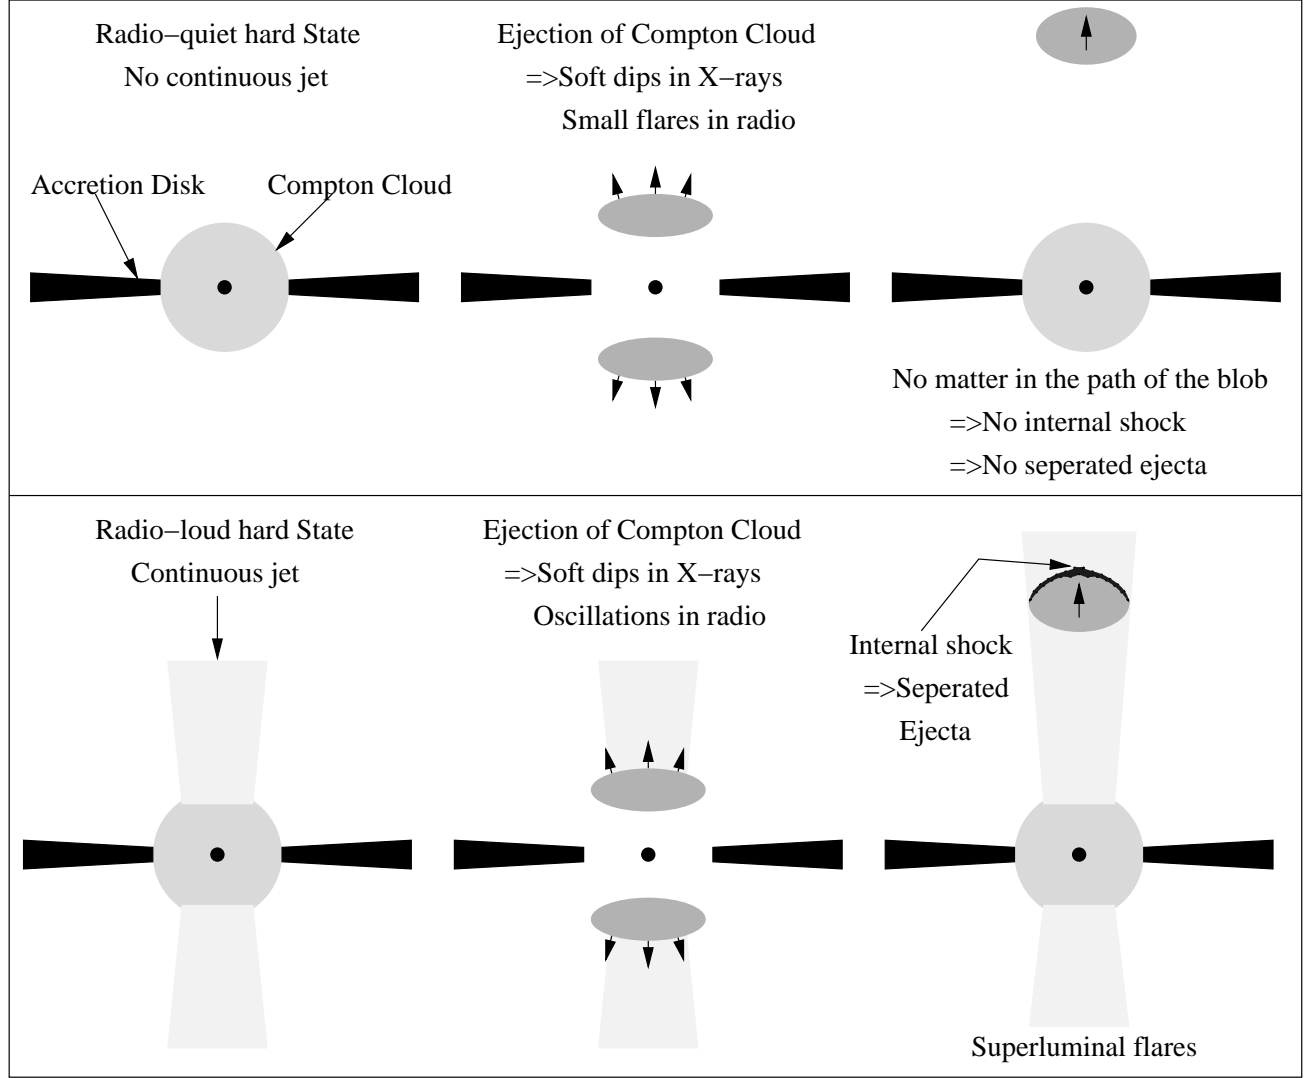 Radio−quiet hard State
No continuous jet
Accretion Disk
Compton Cloud
Ejection of Compton Cloud
=>Soft dips in X−rays
Small flares in radio
No matter in the path of the blob
=>No internal shock
=>No seperated ejecta
Radio−loud hard State
Continuous jet
Ejection of Compton Cloud
=>Soft dips in X−rays
Oscillations in radio
Internal shock
=>Seperated
Ejecta
Superluminal flares